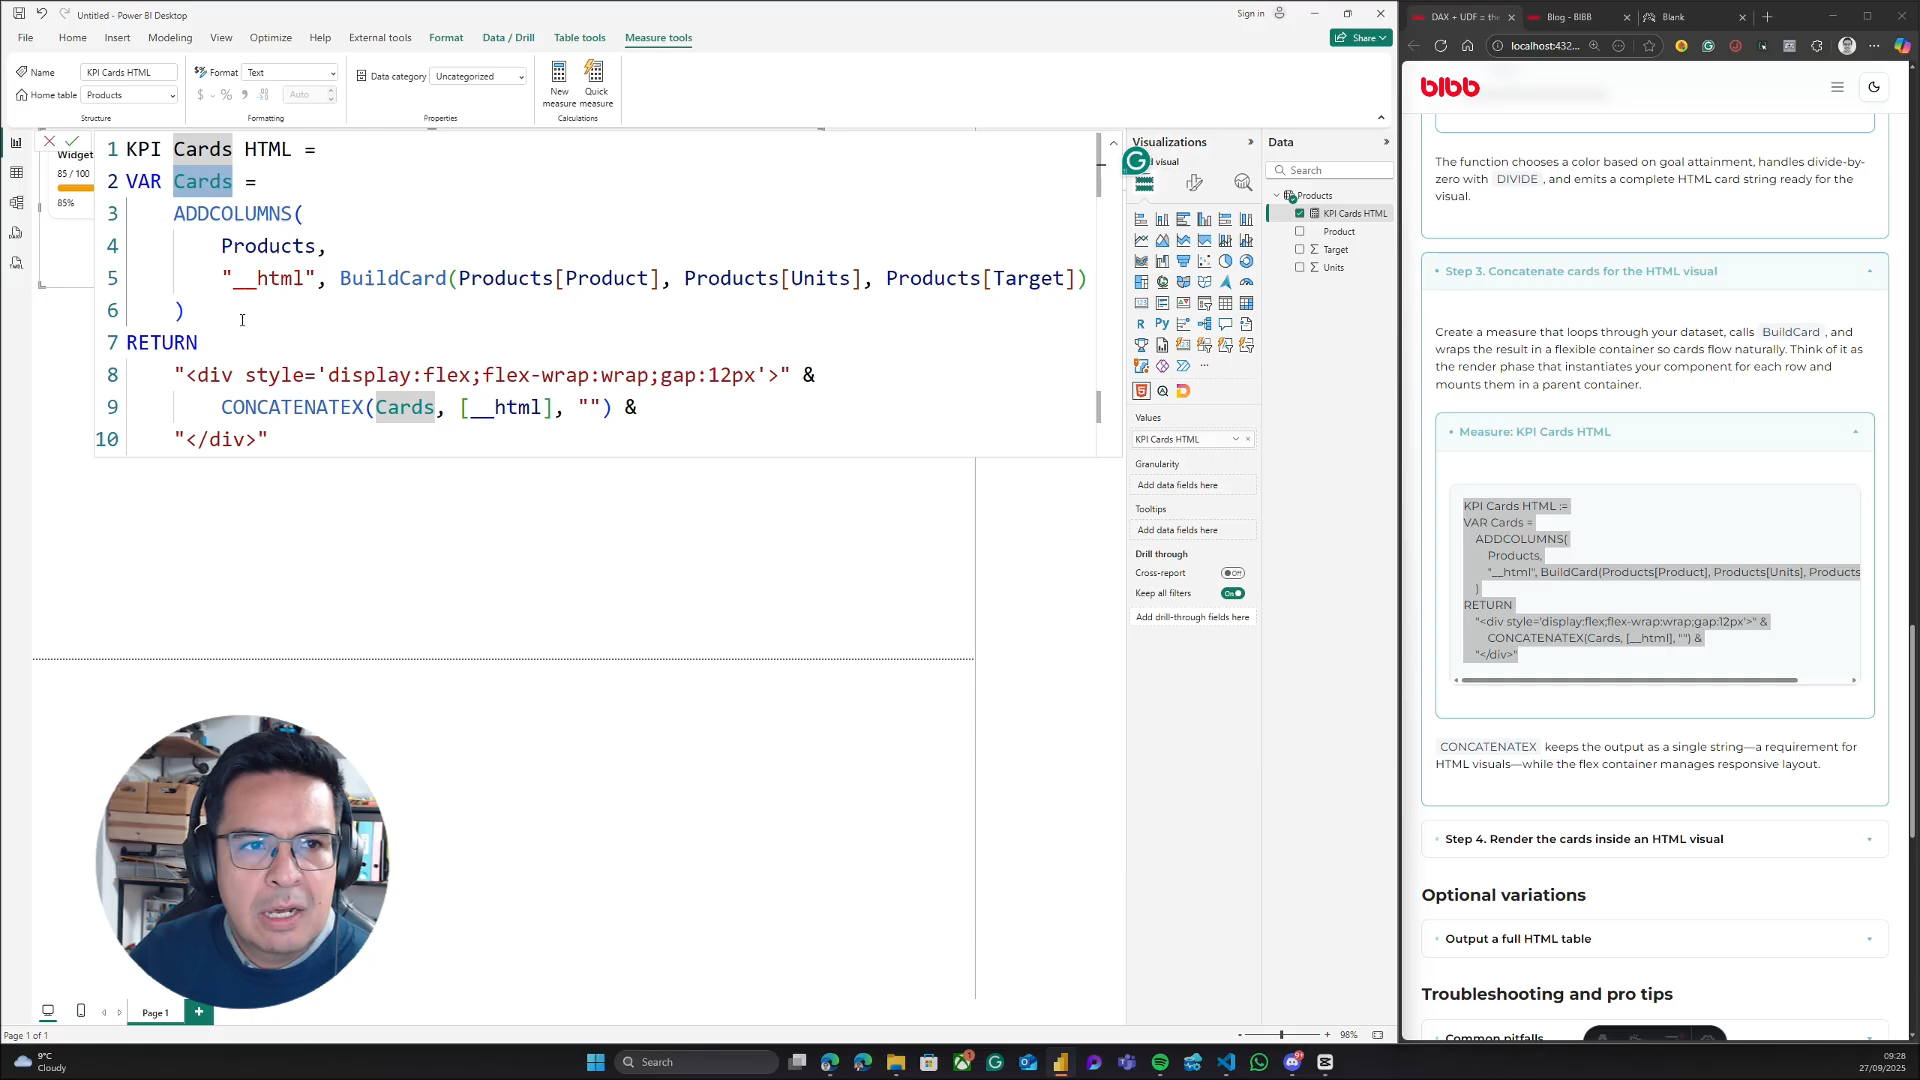 Untitled - Power BI Desktop
Sign in
File Home Insert Modeling View Optimize Help External tools Format Data / Drill Table tools Measure tools
Share
Name KPI Cards HTML
Home table Products
Structure
Format Text
$ % Auto
Formatting
Data category Uncategorized
Properties
New measure
Quick measure
Calculations
Widget
85 / 100
85%
1 KPI Cards HTML =
2 VAR Cards =
3 ADDCOLUMNS(
4 Products,
5 "__html", BuildCard(Products[Product], Products[Units], Products[Target])
6 )
7 RETURN
8 "<div style='display:flex;flex-wrap:wrap;gap:12px'>" &
9 CONCATENATEX(Cards, [__html], "") &
10 "</div>"
Visualizations
Values
KPI Cards HTML
Granularity
Add data fields here
Tooltips
Add data fields here
Drill through
Cross-report Off
Keep all filters On
Add drill-through fields here
Data
Search
Products
KPI Cards HTML
Product
Target
Units
Page 1
Page 1 of 1
98%
9°C
Cloudy
Search
09:28
27/09/2025
DAX + UDF = the
Blog - BIBB
Blank
localhost:432...
bibb
The function chooses a color based on goal attainment, handles divide-by-
zero with DIVIDE , and emits a complete HTML card string ready for the
visual.
Step 3. Concatenate cards for the HTML visual
Create a measure that loops through your dataset, calls BuildCard , and
wraps the result in a flexible container so cards flow naturally. Think of it as
the render phase that instantiates your component for each row and
mounts them in a parent container.
Measure: KPI Cards HTML
KPI Cards HTML :=
VAR Cards =
ADDCOLUMNS(
Products,
"__html", BuildCard(Products[Product], Products[Units], Products
)
RETURN
"<div style='display:flex;flex-wrap:wrap;gap:12px'>" &
CONCATENATEX(Cards, [__html], "") &
"</div>"
CONCATENATEX keeps the output as a single string—a requirement for
HTML visuals—while the flex container manages responsive layout.
Step 4. Render the cards inside an HTML visual
Optional variations
Output a full HTML table
Troubleshooting and pro tips
Common pitfalls